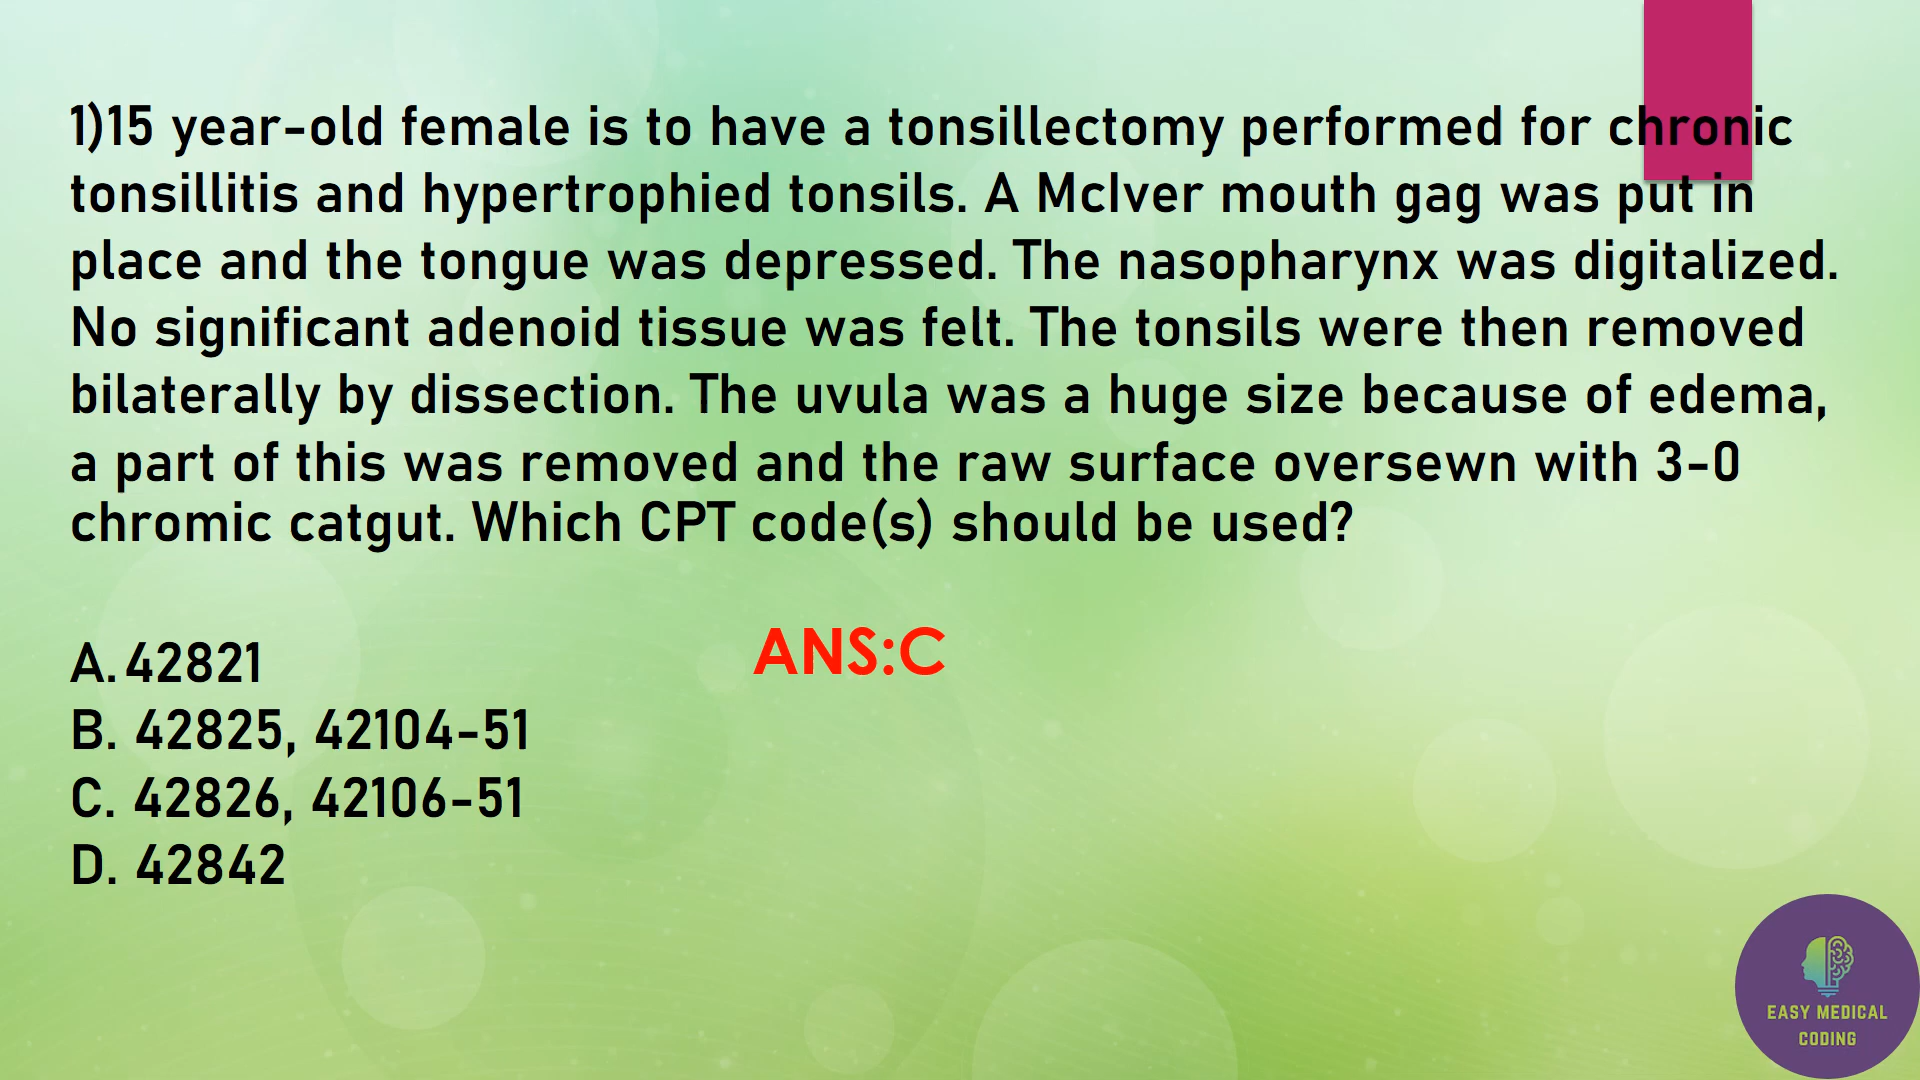 1)15 year-old female is to have a tonsillectomy performed for chronic
tonsillitis and hypertrophied tonsils. A McIver mouth gag was put in
place and the tongue was depressed. The nasopharynx was digitalized.
No significant adenoid tissue was felt. The tonsils were then removed
bilaterally by dissection. The uvula was a huge size because of edema,
a part of this was removed and the raw surface oversewn with 3-0
chromic catgut. Which CPT code(s) should be used?
ANS:C
A. 42821
B. 42825, 42104-51
C. 42826, 42106-51
D. 42842
EASY MEDICAL
CODING